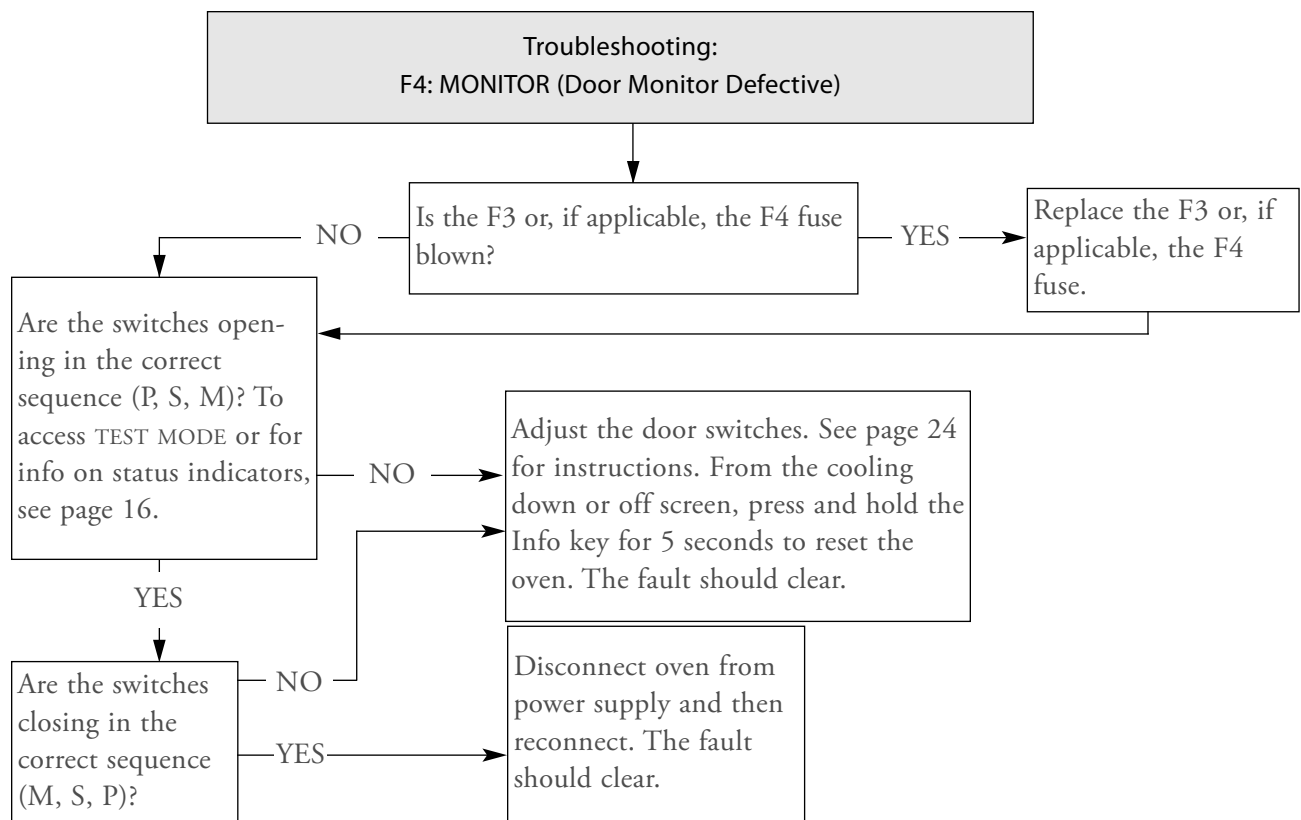 Troubleshooting:
F4: MONITOR (Door Monitor Defective)
Is the F3 or, if applicable, the F4 fuse
blown?
NO
YES
Replace the F3 or, if
applicable, the F4
fuse.
Are the switches open-
ing in the correct
sequence (P, S, M)? To
access TEST MODE or for
info on status indicators,
see page 16.
NO
Adjust the door switches. See page 24
for instructions. From the cooling
down or off screen, press and hold the
Info key for 5 seconds to reset the
oven. The fault should clear.
YES
Are the switches
closing in the
correct sequence
(M, S, P)?
NO
YES
Disconnect oven from
power supply and then
reconnect. The fault
should clear.